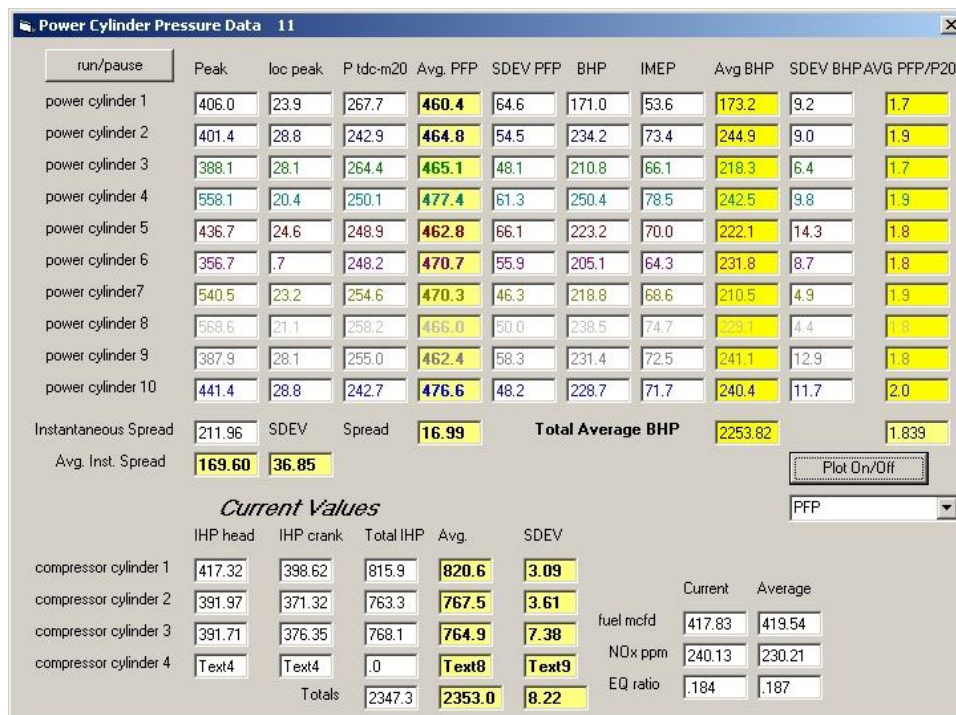 Power Cylinder Pressure Data 11
run/pause Peak loc peak P tdc-m20 Avg. PFP SDEV PFP BHP IMEP Avg BHP SDEV BHP AVG PFP/P20
power cylinder 1 406.0 23.9 267.7 460.4 64.6 171.0 53.6 173.2 9.2 1.7
power cylinder 2 401.4 28.8 242.9 464.8 54.5 234.2 73.4 244.9 9.0 1.9
power cylinder 3 388.1 28.1 264.4 465.1 48.1 210.8 66.1 218.3 6.4 1.7
power cylinder 4 558.1 20.4 250.1 477.4 61.3 250.4 78.5 242.5 9.8 1.9
power cylinder 5 436.7 24.6 248.9 462.8 66.1 223.2 70.0 222.1 14.3 1.8
power cylinder 6 356.7 .7 248.2 470.7 55.9 205.1 64.3 231.8 8.7 1.8
power cylinder7 540.5 23.2 254.6 470.3 46.3 218.8 68.6 210.5 4.9 1.9
power cylinder 8 568.6 21.1 258.2 466.0 50.0 238.5 74.7 229.1 4.4 1.8
power cylinder 9 387.9 28.1 255.0 462.4 58.3 231.4 72.5 241.1 12.9 1.8
power cylinder 10 441.4 28.8 242.7 476.6 48.2 228.7 71.7 240.4 11.7 2.0
Instantaneous Spread 211.96 SDEV Spread 16.99 Total Average BHP 2253.82 1.839
Avg. Inst. Spread 169.60 36.85 Plot On/Off
Current Values PFP
IHP head IHP crank Total IHP Avg. SDEV
compressor cylinder 1 417.32 398.62 815.9 820.6 3.09
Current Average
compressor cylinder 2 391.97 371.32 763.3 767.5 3.61
fuel mcfd 417.83 419.54
compressor cylinder 3 391.71 376.35 768.1 764.9 7.38
NOx ppm 240.13 230.21
compressor cylinder 4 Text4 Text4 .0 Text8 Text9
EQ ratio .184 .187
Totals 2347.3 2353.0 8.22